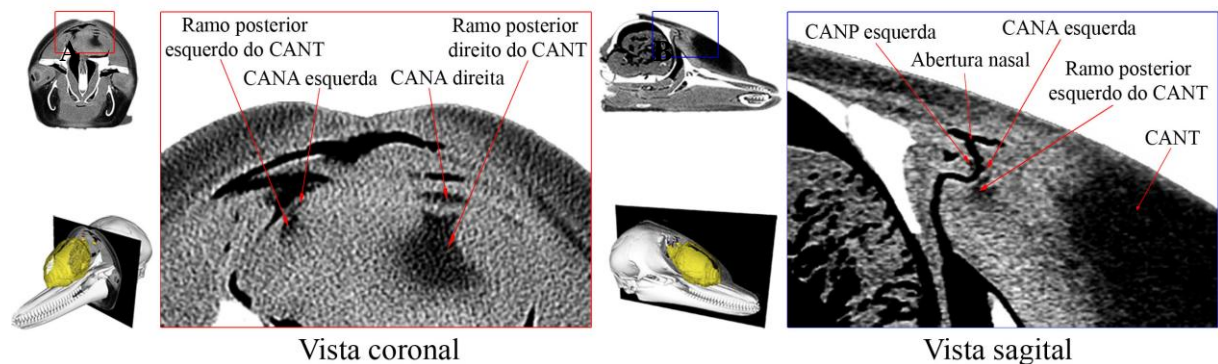 A
Ramo posterior
esquerdo do CANT
CANA esquerda
CANA direita
Ramo posterior
direito do CANT
Vista coronal
B
CANP esquerda
Abertura nasal
CANA esquerda
Ramo posterior
esquerdo do CANT
CANT
Vista sagital